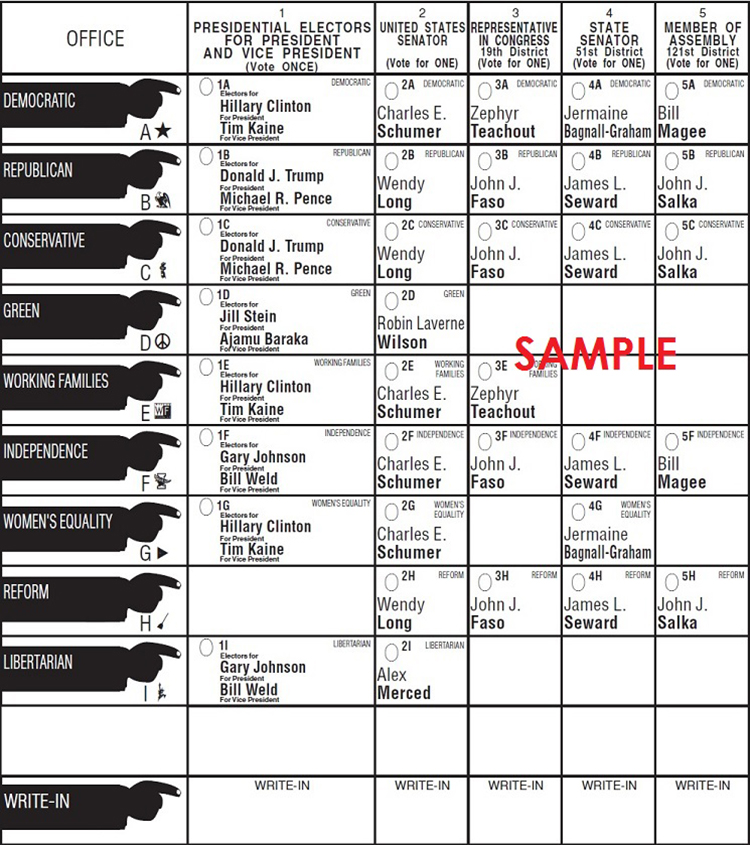 OFFICE
1
PRESIDENTIAL ELECTORS
FOR PRESIDENT
AND VICE PRESIDENT
(Vote ONCE)
2
UNITED STATES
SENATOR
(Vote for ONE)
3
REPRESENTATIVE
IN CONGRESS
19th District
(Vote for ONE)
4
STATE
SENATOR
51st District
(Vote for ONE)
5
MEMBER OF
ASSEMBLY
121st District
(Vote for ONE)
DEMOCRATIC
A
1A DEMOCRATIC
Electors for
Hillary Clinton
For President
Tim Kaine
For Vice President
2A DEMOCRATIC
Charles E.
Schumer
3A DEMOCRATIC
Zephyr
Teachout
4A DEMOCRATIC
Jermaine
Bagnall-Graham
5A DEMOCRATIC
Bill
Magee
REPUBLICAN
B
1B REPUBLICAN
Electors for
Donald J. Trump
For President
Michael R. Pence
For Vice President
2B REPUBLICAN
Wendy
Long
3B REPUBLICAN
John J.
Faso
4B REPUBLICAN
James L.
Seward
5B REPUBLICAN
John J.
Salka
CONSERVATIVE
C
1C CONSERVATIVE
Electors for
Donald J. Trump
For President
Michael R. Pence
For Vice President
2C CONSERVATIVE
Wendy
Long
3C CONSERVATIVE
John J.
Faso
4C CONSERVATIVE
James L.
Seward
5C CONSERVATIVE
John J.
Salka
GREEN
D
1D GREEN
Electors for
Jill Stein
For President
Ajamu Baraka
For Vice President
2D GREEN
Robin Laverne
Wilson
SAMPLE
WORKING FAMILIES
E
WF
1E WORKING FAMILIES
Electors for
Hillary Clinton
For President
Tim Kaine
For Vice President
2E WORKING
FAMILIES
Charles E.
Schumer
3E WORKING
FAMILIES
Zephyr
Teachout
INDEPENDENCE
F
1F INDEPENDENCE
Electors for
Gary Johnson
For President
Bill Weld
For Vice President
2F INDEPENDENCE
Charles E.
Schumer
3F INDEPENDENCE
John J.
Faso
4F INDEPENDENCE
James L.
Seward
5F INDEPENDENCE
Bill
Magee
WOMEN'S EQUALITY
G
1G WOMEN'S EQUALITY
Electors for
Hillary Clinton
For President
Tim Kaine
For Vice President
2G WOMEN'S
EQUALITY
Charles E.
Schumer
4G WOMEN'S
EQUALITY
Jermaine
Bagnall-Graham
REFORM
H
2H REFORM
Wendy
Long
3H REFORM
John J.
Faso
4H REFORM
James L.
Seward
5H REFORM
John J.
Salka
LIBERTARIAN
I
1I LIBERTARIAN
Electors for
Gary Johnson
For President
Bill Weld
For Vice President
2I LIBERTARIAN
Alex
Merced
WRITE-IN
WRITE-IN
WRITE-IN
WRITE-IN
WRITE-IN
WRITE-IN